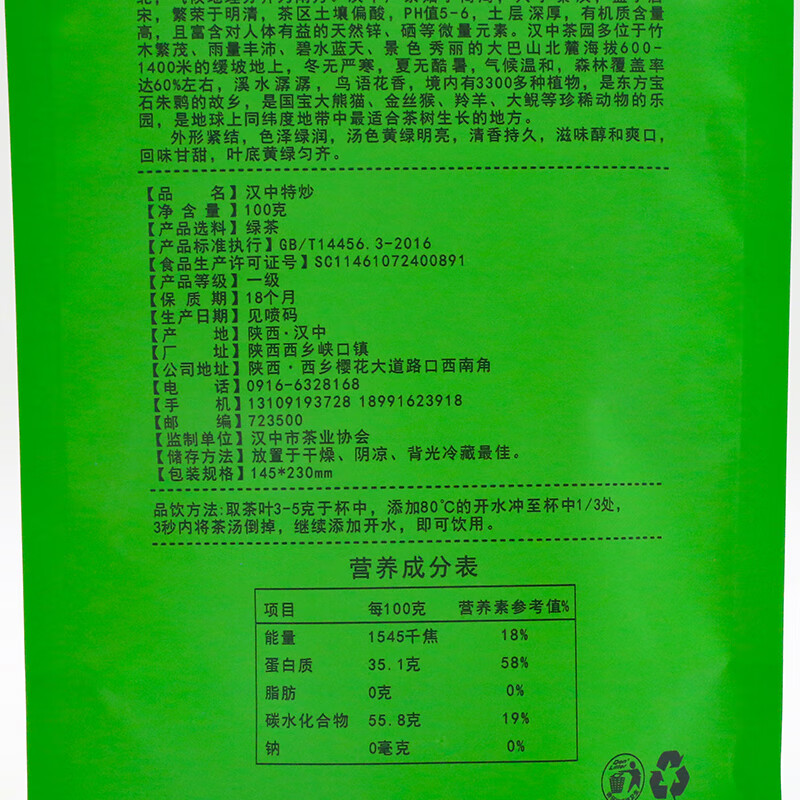 宋，繁荣于明清，茶区土壤偏酸，PH值5-6，土层深厚，有机质含量
高，且富含对人体有益的天然锌、硒等微量元素。汉中茶园多位于竹
木繁茂、雨量丰沛、碧水蓝天、景色秀丽的大巴山北麓海拔600-
1400米的缓坡地上，冬无严寒，夏无酷暑，气候温和，森林覆盖率
达60%左右，溪水潺潺，鸟语花香，境内有3300多种植物，是东方宝
石朱鹮的故乡，是国宝大熊猫、金丝猴、羚羊、大鲵等珍稀动物的乐
园，是地球上同纬度地带中最适合茶树生长的地方。
外形紧结，色泽绿润，汤色黄绿明亮，清香持久，滋味醇和爽口，
回味甘甜，叶底黄绿匀齐。
【品 名】汉中特炒
【净含量】100克
【产品选料】绿茶
【产品标准执行】GB/T14456.3-2016
【食品生产许可证号】SC11461072400891
【产品等级】一级
【保质期】18个月
【生产日期】见喷码
【产 地】陕西·汉中
【厂 址】陕西西乡峡口镇
【公司地址】陕西·西乡樱花大道路口西南角
【电 话】0916-6328168
【手 机】13109193728 18991623918
【邮 编】723500
【监制单位】汉中市茶业协会
【储存方法】放置于干燥、阴凉、背光冷藏最佳。
【包装规格】145*230mm
品饮方法:取茶叶3-5克于杯中，添加80℃的开水冲至杯中1/3处，
3秒内将茶汤倒掉，继续添加开水，即可饮用。
营养成分表
项目 每100克 营养素参考值%
能量 1545千焦 18%
蛋白质 35.1克 58%
脂肪 0克 0%
碳水化合物 55.8克 19%
钠 0毫克 0%